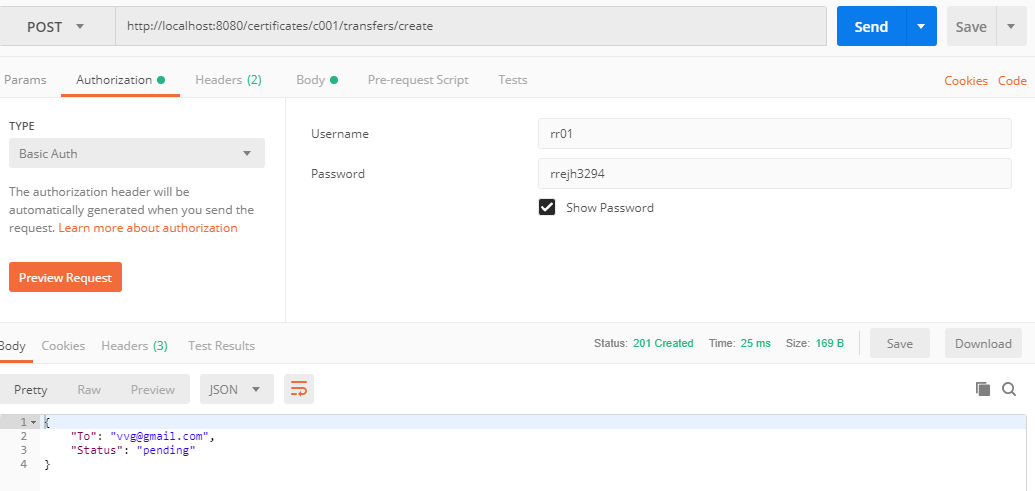 POST http://localhost:8080/certificates/c001/transfers/create Send Save
Params Authorization Headers (2) Body Pre-request Script Tests Cookies Code
TYPE
Basic Auth
The authorization header will be
automatically generated when you send the
request. Learn more about authorization
Preview Request
Username rr01
Password rrejh3294
Show Password
Body Cookies Headers (3) Test Results Status: 201 Created Time: 25 ms Size: 169 B Save Download
Pretty Raw Preview JSON
1 {
2 "To": "vvg@gmail.com",
3 "Status": "pending"
4 }